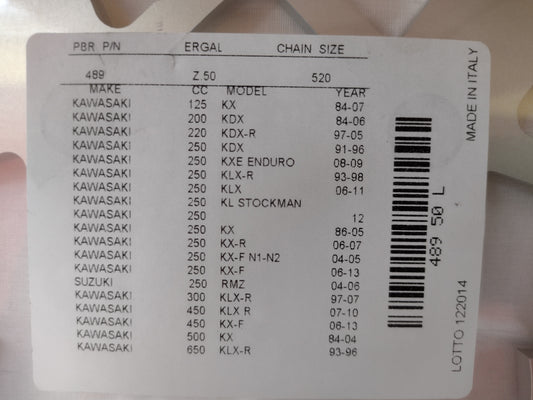 PBR P/N ERGAL CHAIN SIZE
489 Z.50 520
MAKE CC MODEL YEAR
KAWASAKI 125 KX 84-07
KAWASAKI 200 KDX 84-06
KAWASAKI 220 KDX-R 97-05
KAWASAKI 250 KDX 91-96
KAWASAKI 250 KXE ENDURO 08-09
KAWASAKI 250 KLX-R 93-98
KAWASAKI 250 KLX 06-11
KAWASAKI 250 KL STOCKMAN
KAWASAKI 250 12
KAWASAKI 250 KX 86-05
KAWASAKI 250 KX-R 06-07
KAWASAKI 250 KX-F N1-N2 04-05
KAWASAKI 250 KX-F 06-13
SUZUKI 250 RMZ 04-06
KAWASAKI 300 KLX-R 97-07
KAWASAKI 450 KLX R 07-10
KAWASAKI 450 KX-F 06-13
KAWASAKI 500 KX 84-04
KAWASAKI 650 KLX-R 93-96
489 50 L
MADE IN ITALY
LOTTO 122014